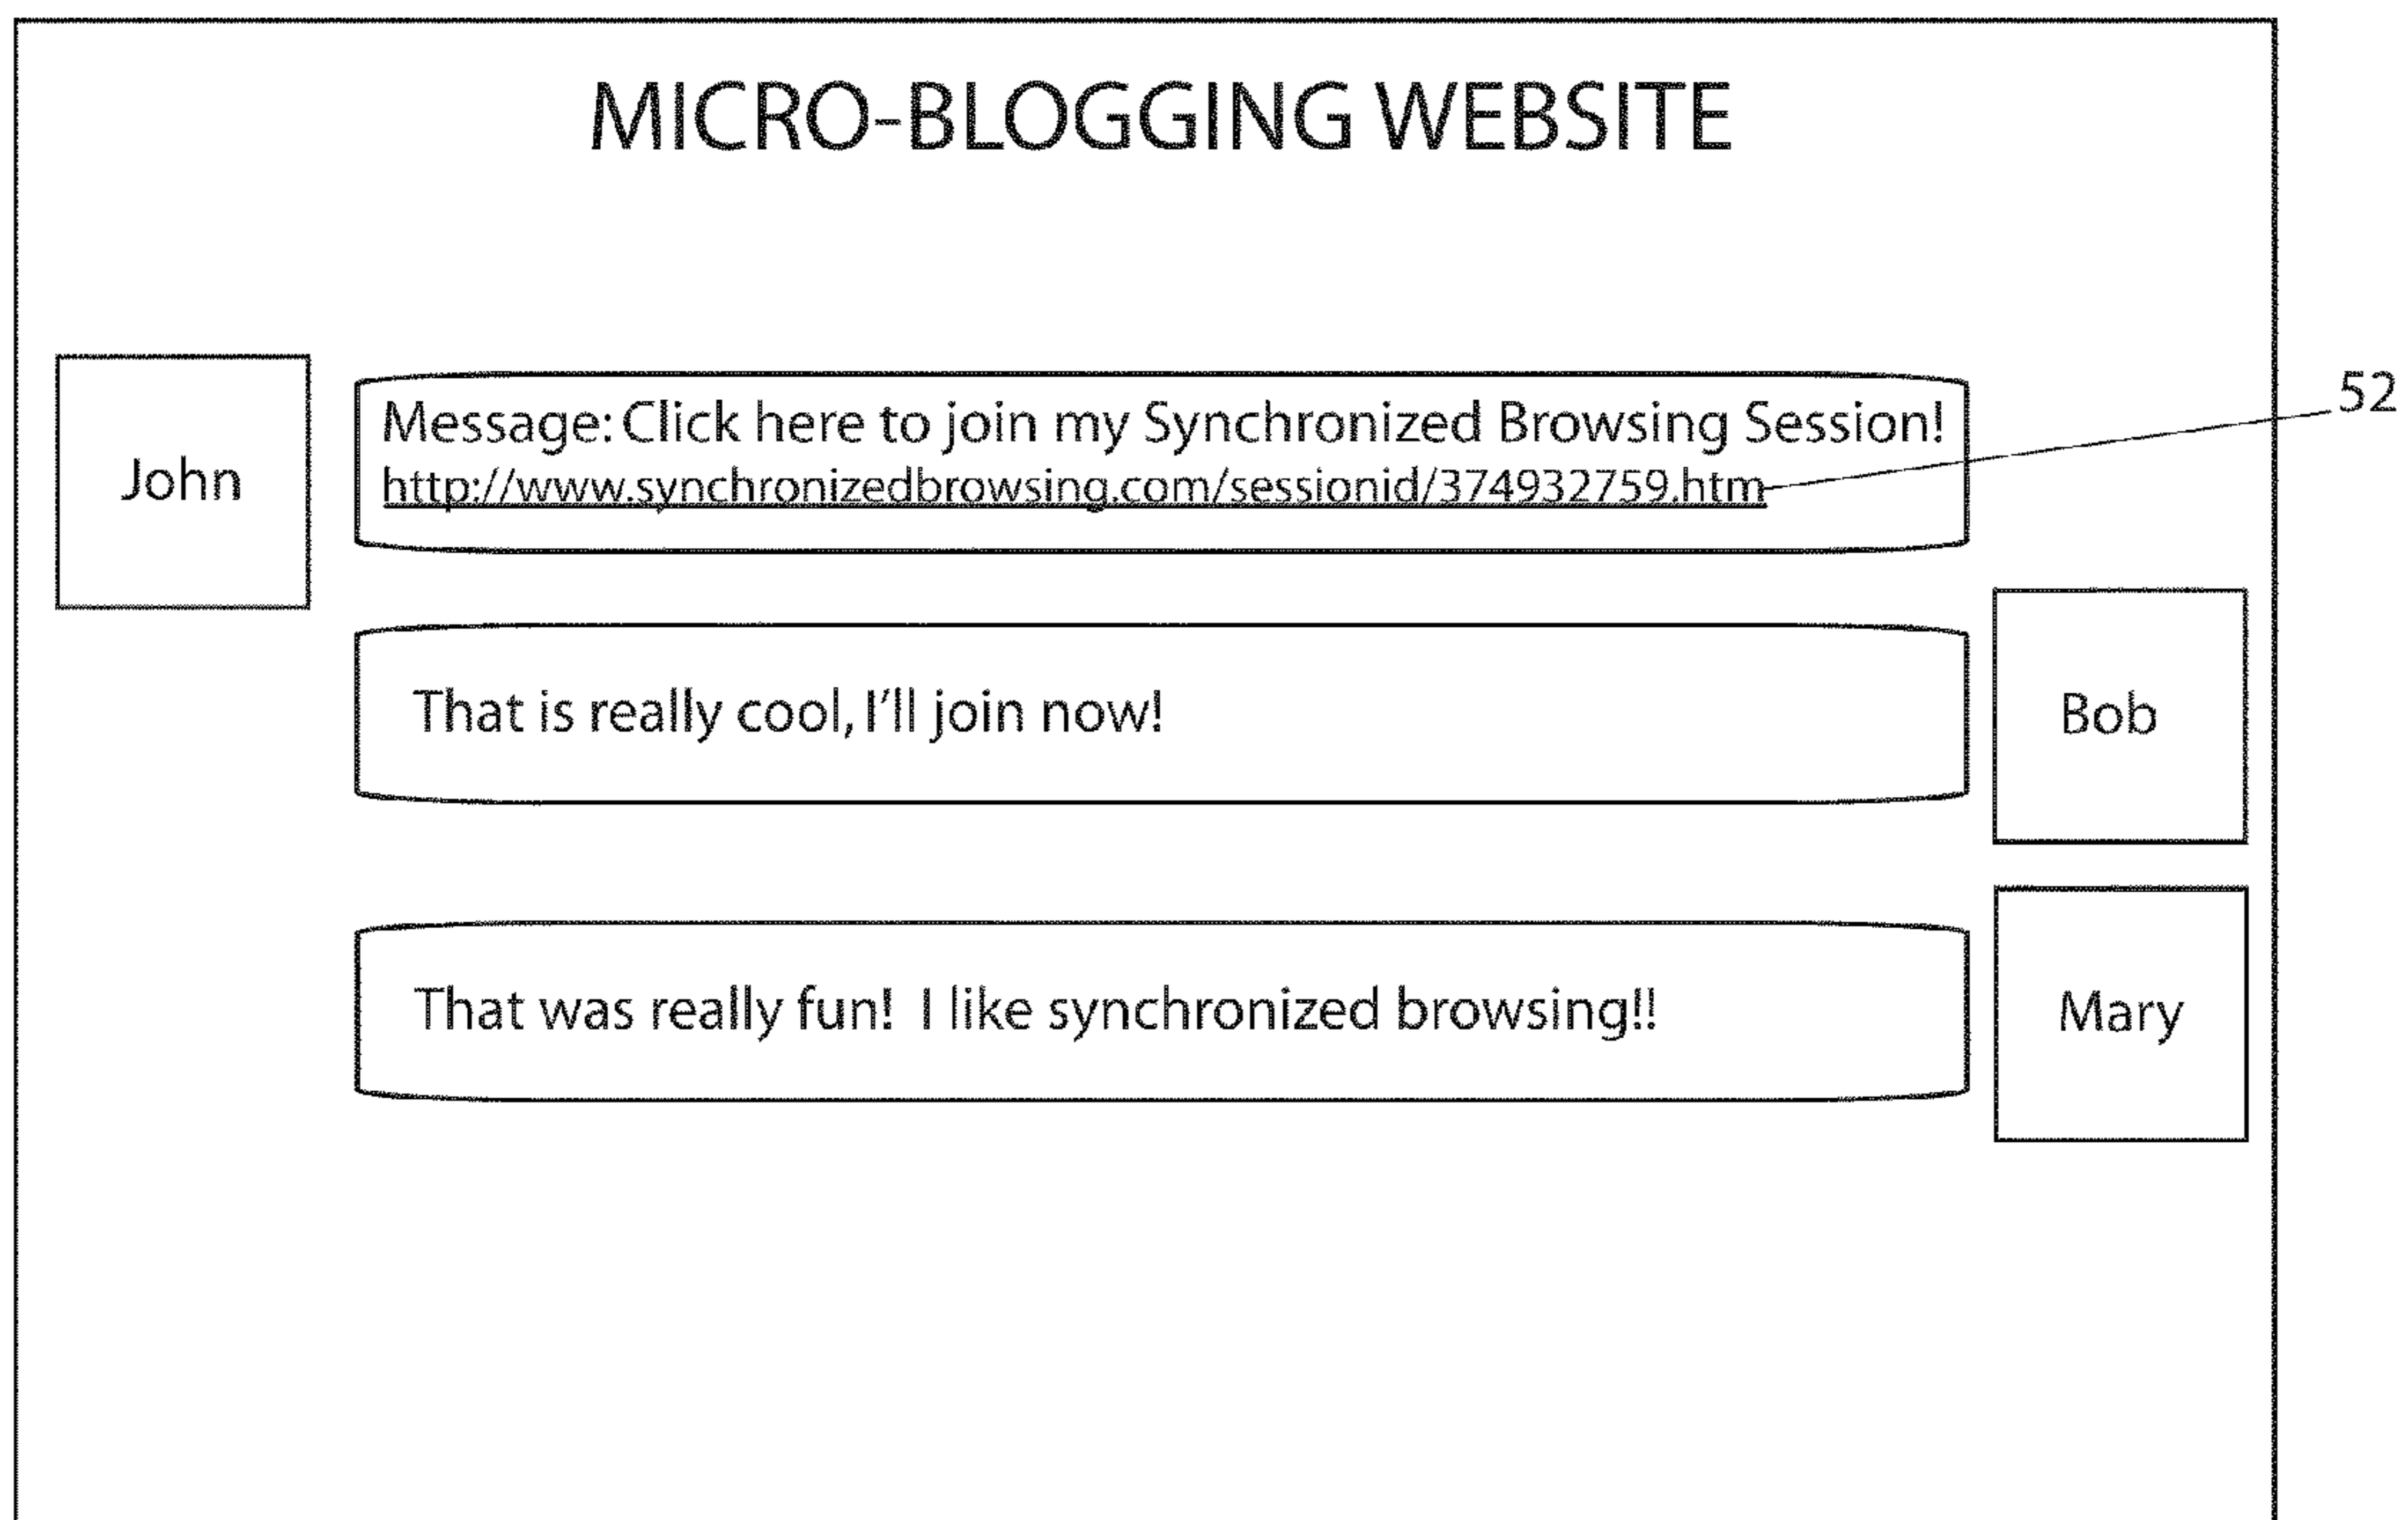 MICRO-BLOGGING WEBSITE
John
Message: Click here to join my Synchronized Browsing Session!
http://www.synchronizedbrowsing.com/sessionid/374932759.htm
52
That is really cool, I'll join now!
Bob
That was really fun! I like synchronized browsing!!
Mary